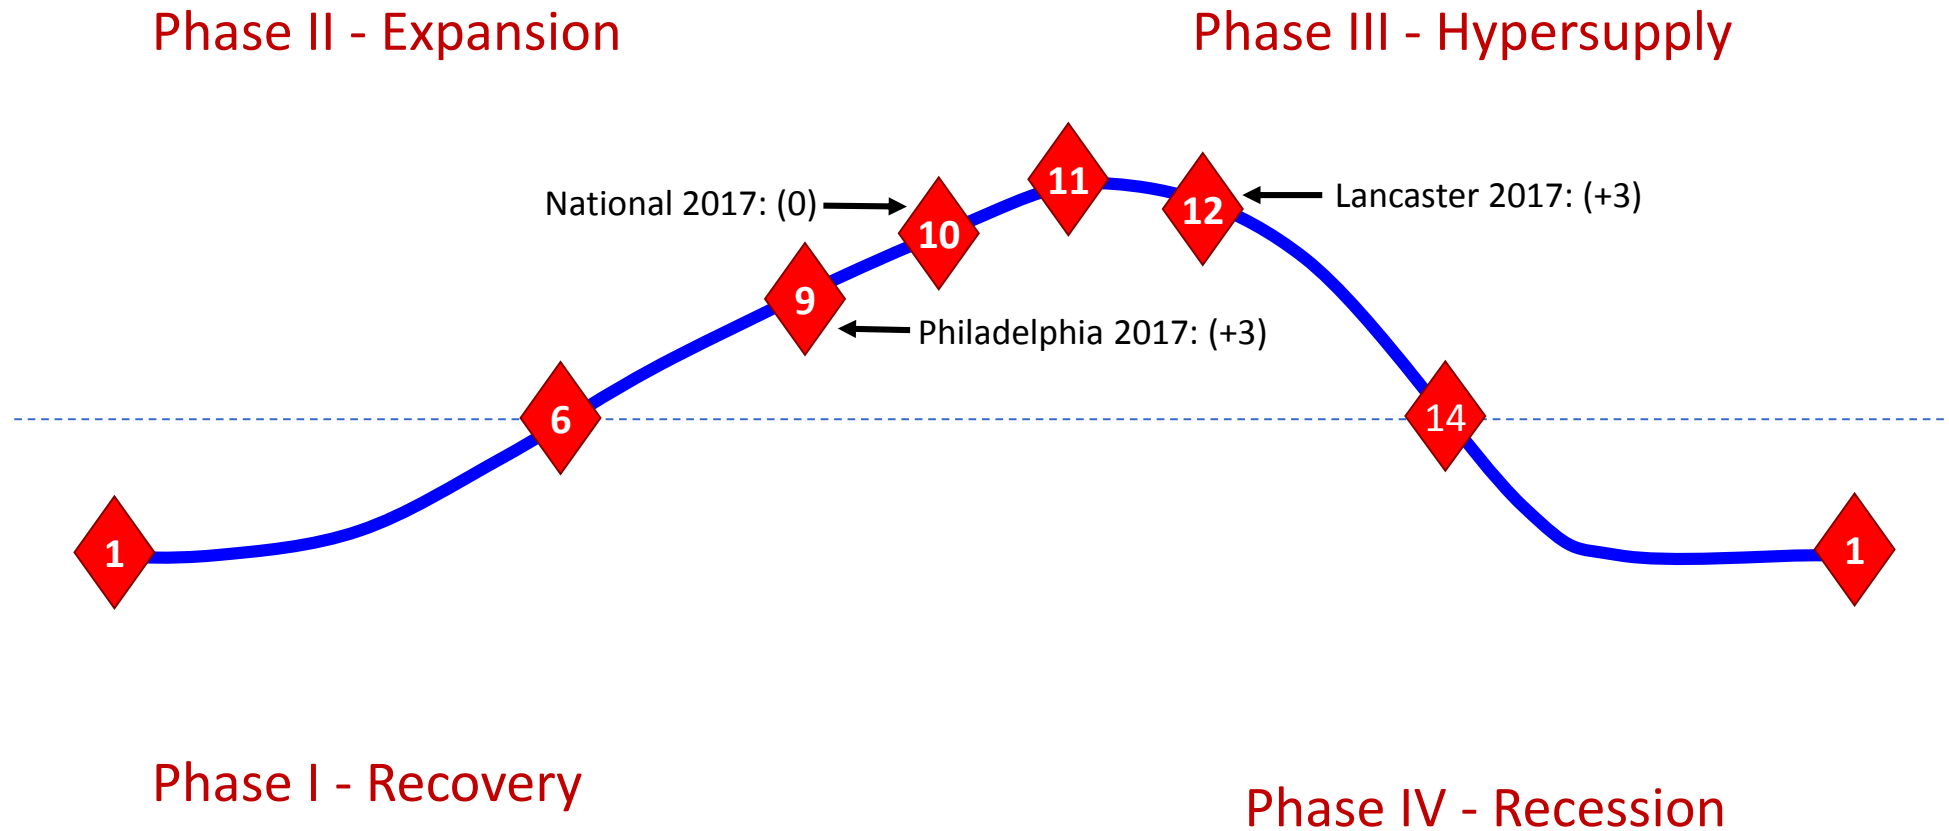 Phase II - Expansion
Phase III - Hypersupply
11
National 2017: (0)
12
Lancaster 2017: (+3)
10
9
Philadelphia 2017: (+3)
6
14
1
1
Phase I - Recovery
Phase IV - Recession